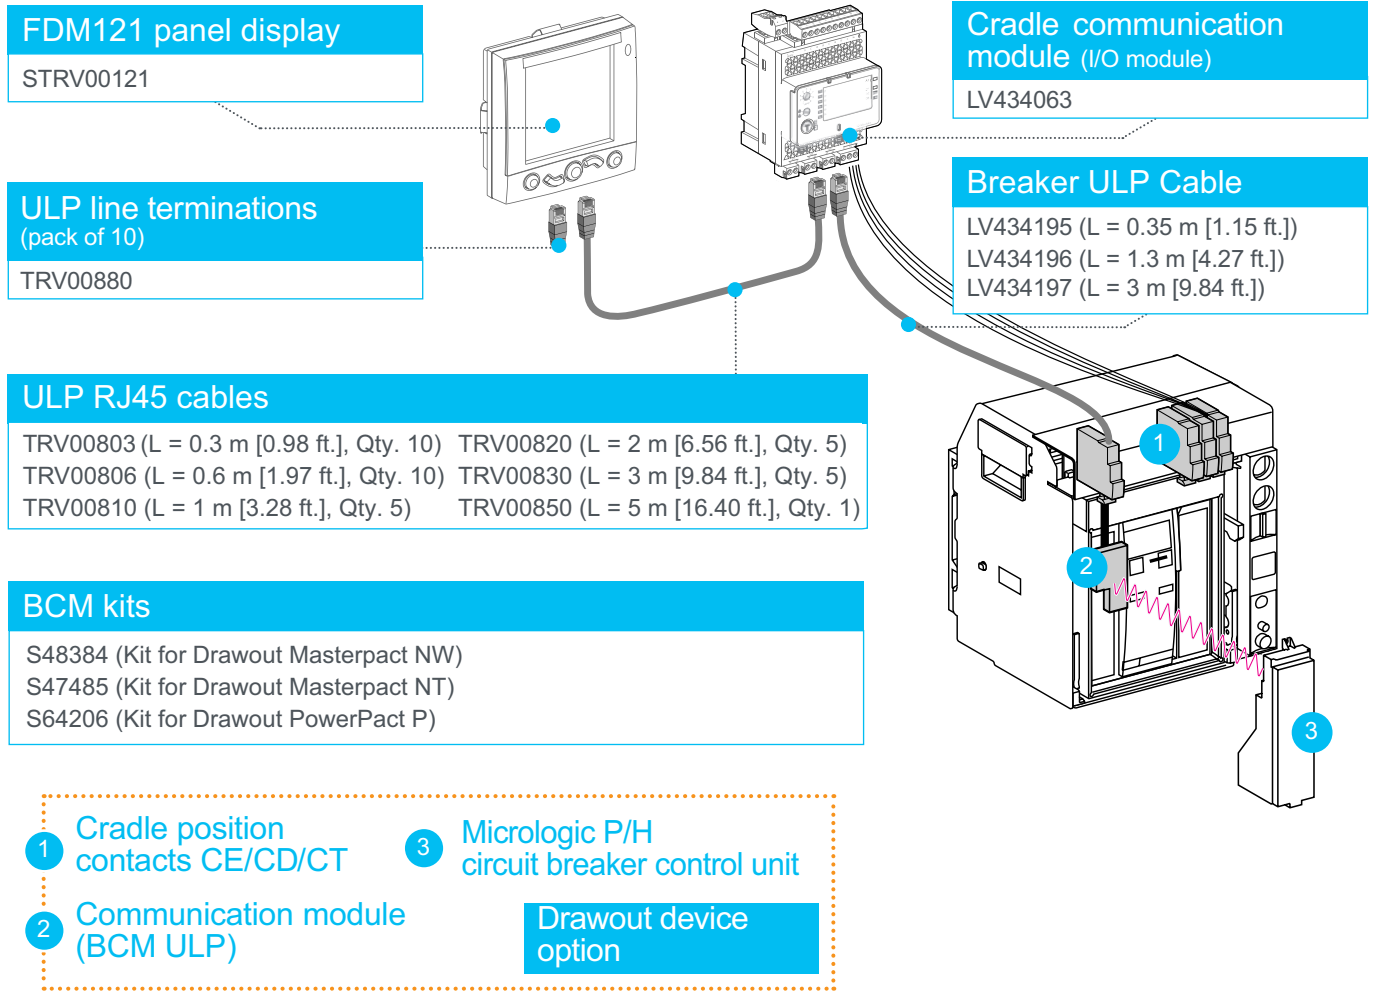 FDM121 panel display
STRV00121
Cradle communication
module (I/O module)
LV434063
ULP line terminations
(pack of 10)
TRV00880
Breaker ULP Cable
LV434195 (L = 0.35 m [1.15 ft.])
LV434196 (L = 1.3 m [4.27 ft.])
LV434197 (L = 3 m [9.84 ft.])
ULP RJ45 cables
TRV00803 (L = 0.3 m [0.98 ft.], Qty. 10)
TRV00806 (L = 0.6 m [1.97 ft.], Qty. 10)
TRV00810 (L = 1 m [3.28 ft.], Qty. 5)
TRV00820 (L = 2 m [6.56 ft.], Qty. 5)
TRV00830 (L = 3 m [9.84 ft.], Qty. 5)
TRV00850 (L = 5 m [16.40 ft.], Qty. 1)
1
2
3
BCM kits
S48384 (Kit for Drawout Masterpact NW)
S47485 (Kit for Drawout Masterpact NT)
S64206 (Kit for Drawout PowerPact P)
1 Cradle position
contacts CE/CD/CT
2 Communication module
(BCM ULP)
3 Micrologic P/H
circuit breaker control unit
Drawout device
option